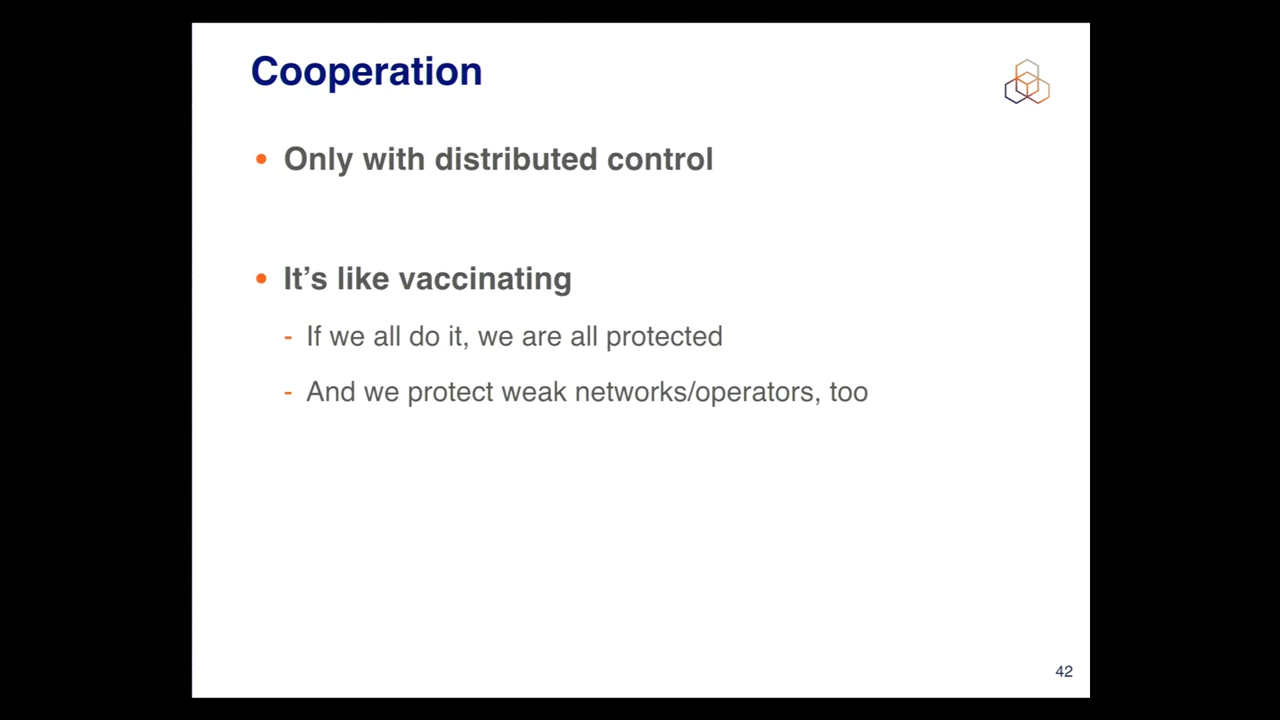 Cooperation
• Only with distributed control
• It’s like vaccinating
- If we all do it, we are all protected
- And we protect weak networks/operators, too
42